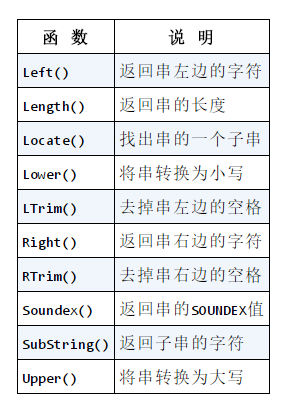 函 数 说 明
Left() 返回串左边的字符
Length() 返回串的长度
Locate() 找出串的一个子串
Lower() 将串转换为小写
LTrim() 去掉串左边的空格
Right() 返回串右边的字符
RTrim() 去掉串右边的空格
Soundex() 返回串的SOUNDEX值
SubString() 返回子串的字符
Upper() 将串转换为大写